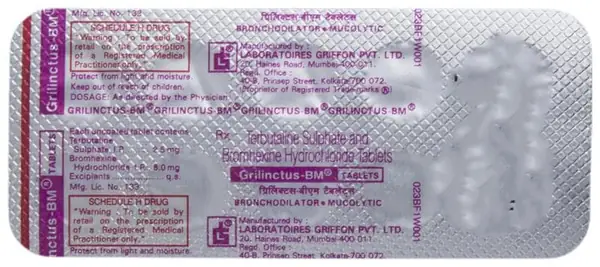 Grilinctus-BM®
Mfg. Lic. No. 133
SCHEDULE H DRUG
"Warning : To be sold by
retail on the prescription
of a Registered Medical
Practitioner only."
Protect from light and moisture.
Keep out of reach of children.
DOSAGE: As directed by the Physician
ग्रिलिंक्टस-बीएम टैबलेट्स
BRONCHODILATOR • MUCOLYTIC
Manufactured by :
LABORATOIRES GRIFFON PVT. LTD.
20, Haines Road, Mumbai-400 011.
Regd. Office :
40-B, Prinsep Street, Kolkata-700 072.
(Proprietor of Registered Trademarks ®)
023BF1W001
GRILINCTUS-BM® GRILINCTUS-BM® GRILINCTUS-BM® GRILINCTUS-BM®
Grilinctus-BM® TABLETS
Each uncoated tablet contains
Terbutaline
Sulphate I.P. - 2.5 mg
Bromhexine
Hydrochloride I.P. - 8.0 mg
Excipients q.s.
Mfg. Lic. No. 133
SCHEDULE H DRUG
"Warning : To be sold by
retail on the prescription
of a Registered Medical
Practitioner only."
Protect from light and moisture.
Rx Terbutaline Sulphate and
Bromhexine Hydrochloride Tablets
Grilinctus-BM® TABLETS
ग्रिलिंक्टस-बीएम टैबलेट्स
BRONCHODILATOR • MUCOLYTIC
Manufactured by :
LABORATOIRES GRIFFON PVT. LTD.
20, Haines Road, Mumbai-400 011.
Regd. Office :
40-B, Prinsep Street, Kolkata-700 072.
023BF1W001